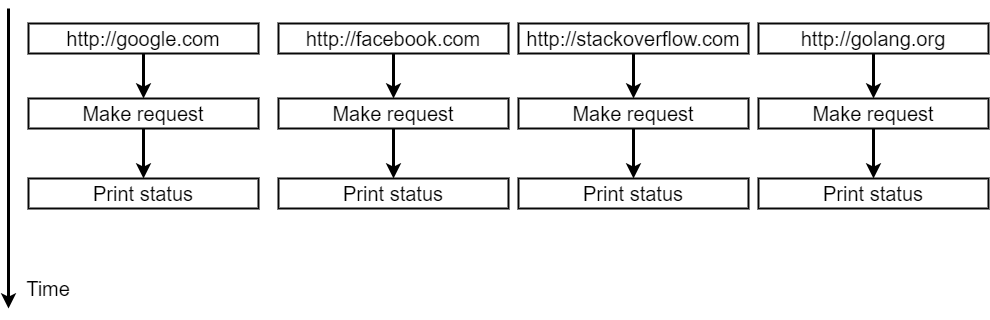 http://google.com
http://facebook.com
http://stackoverflow.com
http://golang.org
Make request
Make request
Make request
Make request
Print status
Print status
Print status
Print status
Time